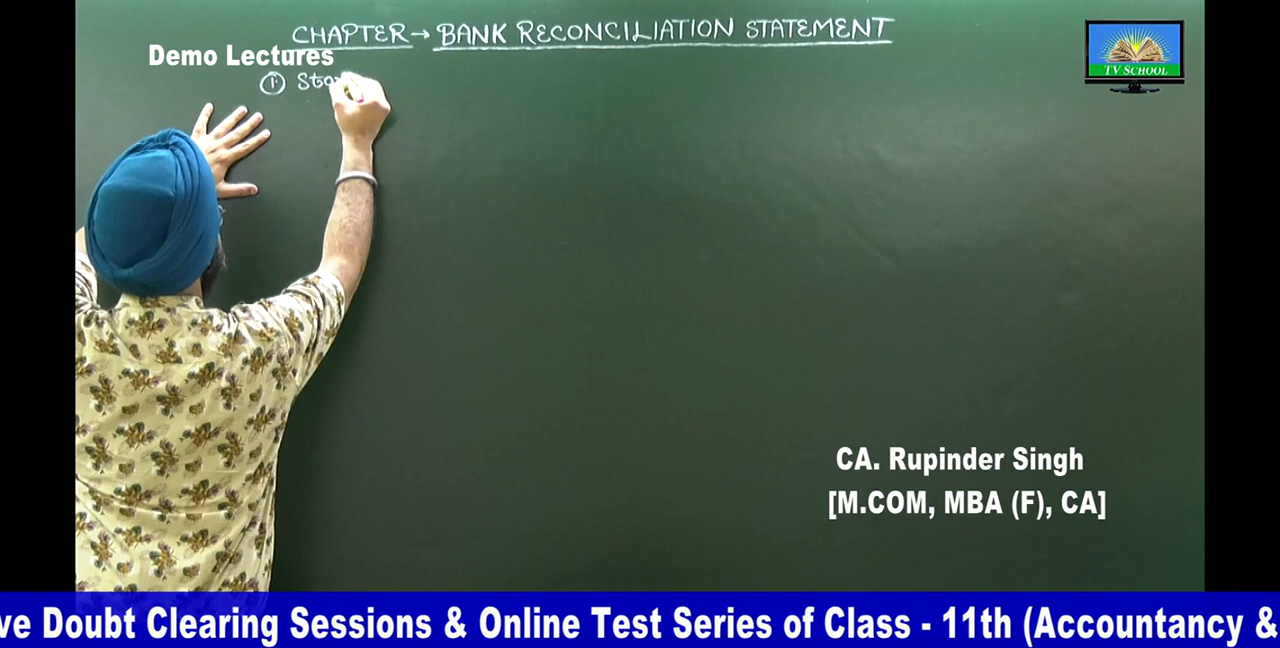 CHAPTER → BANK RECONCILIATION STATEMENT
Demo Lectures
TV SCHOOL
①
CA. Rupinder Singh
[M.COM, MBA (F), CA]
Doubt Clearing Sessions & Online Test Series of Class - 11th (Accountancy &